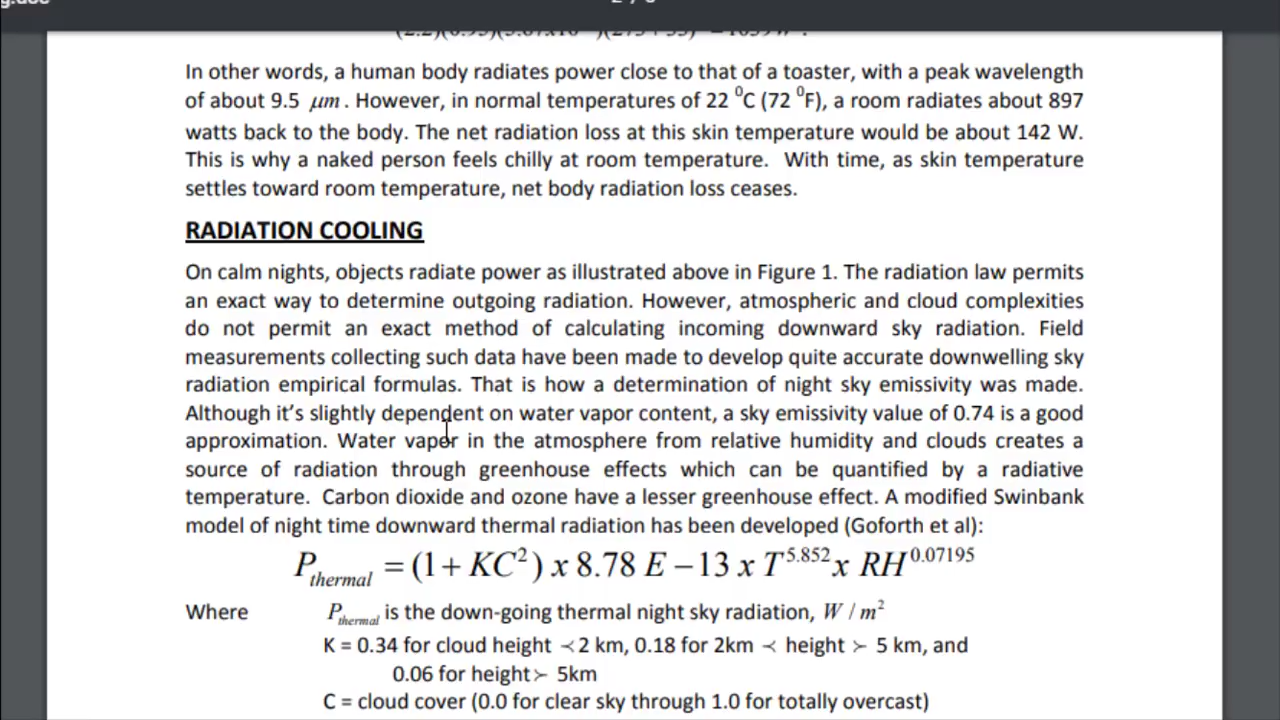 In other words, a human body radiates power close to that of a toaster, with a peak wavelength
of about 9.5 μm. However, in normal temperatures of 22 ⁰C (72 ⁰F), a room radiates about 897
watts back to the body. The net radiation loss at this skin temperature would be about 142 W.
This is why a naked person feels chilly at room temperature. With time, as skin temperature
settles toward room temperature, net body radiation loss ceases.
RADIATION COOLING
On calm nights, objects radiate power as illustrated above in Figure 1. The radiation law permits
an exact way to determine outgoing radiation. However, atmospheric and cloud complexities
do not permit an exact method of calculating incoming downward sky radiation. Field
measurements collecting such data have been made to develop quite accurate downwelling sky
radiation empirical formulas. That is how a determination of night sky emissivity was made.
Although it’s slightly dependent on water vapor content, a sky emissivity value of 0.74 is a good
approximation. Water vapor in the atmosphere from relative humidity and clouds creates a
source of radiation through greenhouse effects which can be quantified by a radiative
temperature. Carbon dioxide and ozone have a lesser greenhouse effect. A modified Swinbank
model of night time downward thermal radiation has been developed (Goforth et al):
P_thermal = (1 + KC²) x 8.78 E − 13 x T^5.852 x RH^0.07195
Where P_thermal is the down-going thermal night sky radiation, W / m²
K = 0.34 for cloud height ≺ 2 km, 0.18 for 2km ≺ height ≻ 5 km, and
0.06 for height ≻ 5km
C = cloud cover (0.0 for clear sky through 1.0 for totally overcast)